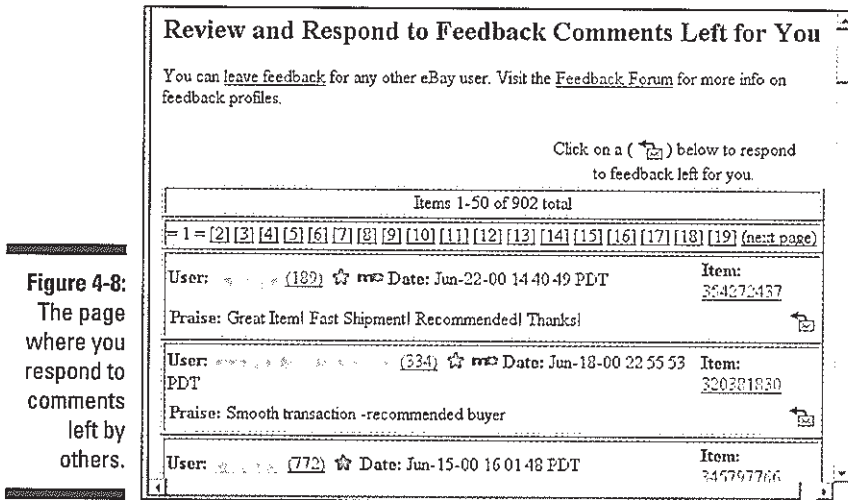 Review and Respond to Feedback Comments Left for You
You can leave feedback for any other eBay user. Visit the Feedback Forum for more info on
feedback profiles.
Click on a ( ) below to respond
to feedback left for you.
Items 1-50 of 902 total
= 1 = [2] [3] [4] [5] [6] [7] [8] [9] [10] [11] [12] [13] [14] [15] [16] [17] [18] [19] (next page)
User: (189) me Date: Jun-22-00 14:40:49 PDT Item:
354272437
Praise: Great Item! Fast Shipment! Recommended! Thanks!
User: (334) me Date: Jun-18-00 22:55:53 Item:
PDT 320381830
Praise: Smooth transaction -recommended buyer
User: (772) Date: Jun-15-00 16:01:48 PDT Item:
345797766
Figure 4-8:
The page
where you
respond to
comments
left by
others.